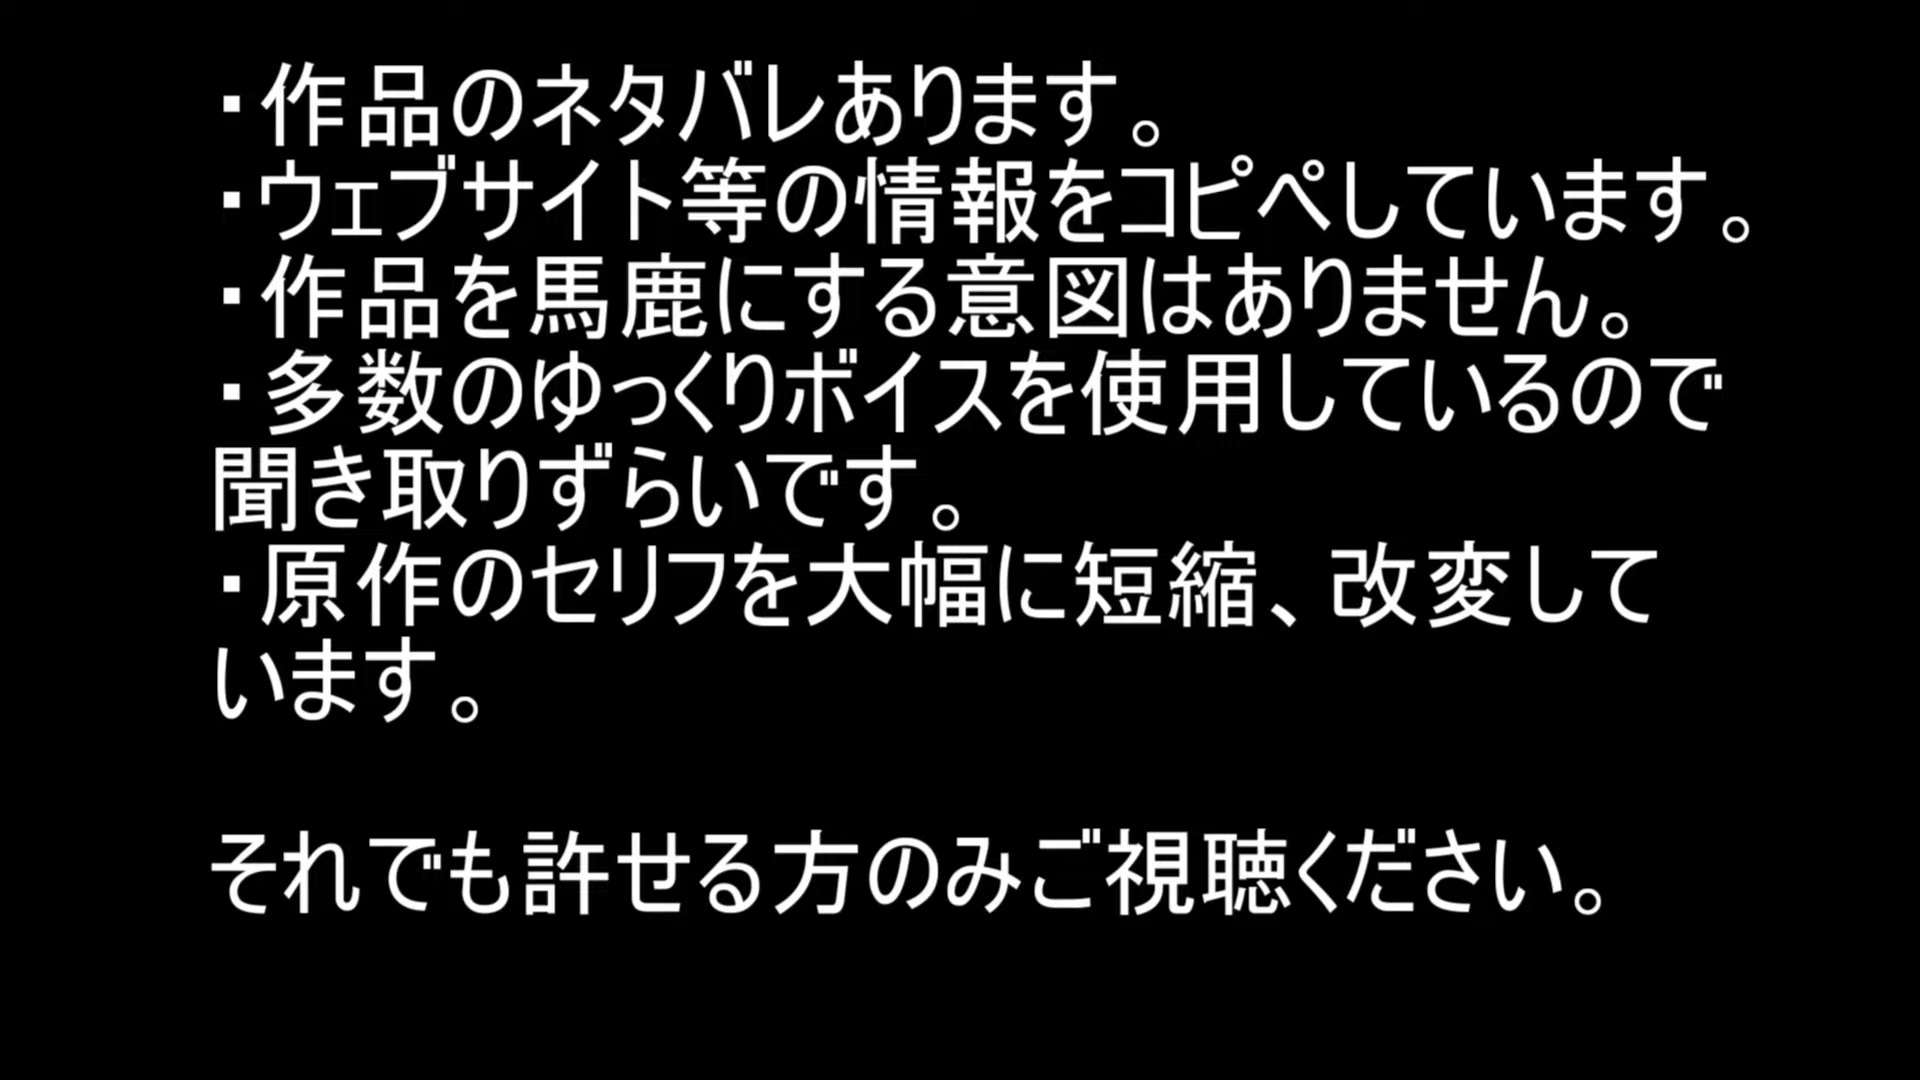 ・作品のネタバレあります。
・ウェブサイト等の情報をコピペしています。
・作品を馬鹿にする意図はありません。
・多数のゆっくりボイスを使用しているので
聞き取りずらいです。
・原作のセリフを大幅に短縮、改変して
います。
それでも許せる方のみご視聴ください。